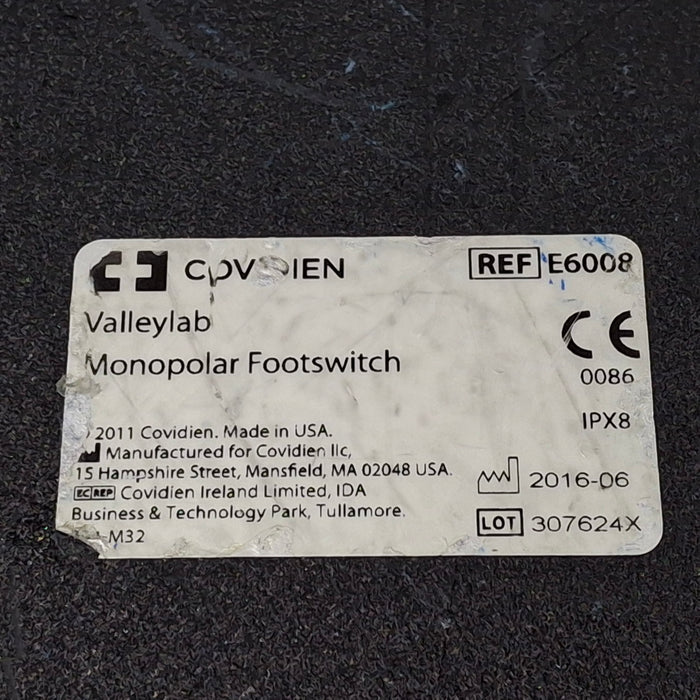 COVIDIEN
REF E6008
Valleylab
Monopolar Footswitch
CE
0086
IPX8
2011 Covidien. Made in USA.
Manufactured for Covidien llc,
15 Hampshire Street, Mansfield, MA 02048 USA.
EC REP Covidien Ireland Limited, IDA
Business & Technology Park, Tullamore.
-M32
2016-06
LOT 307624X